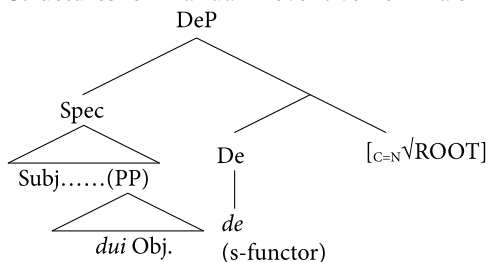 DeP
Spec
De
[C=N√ROOT]
Subj......(PP)
de
dui Obj.
(s-functor)